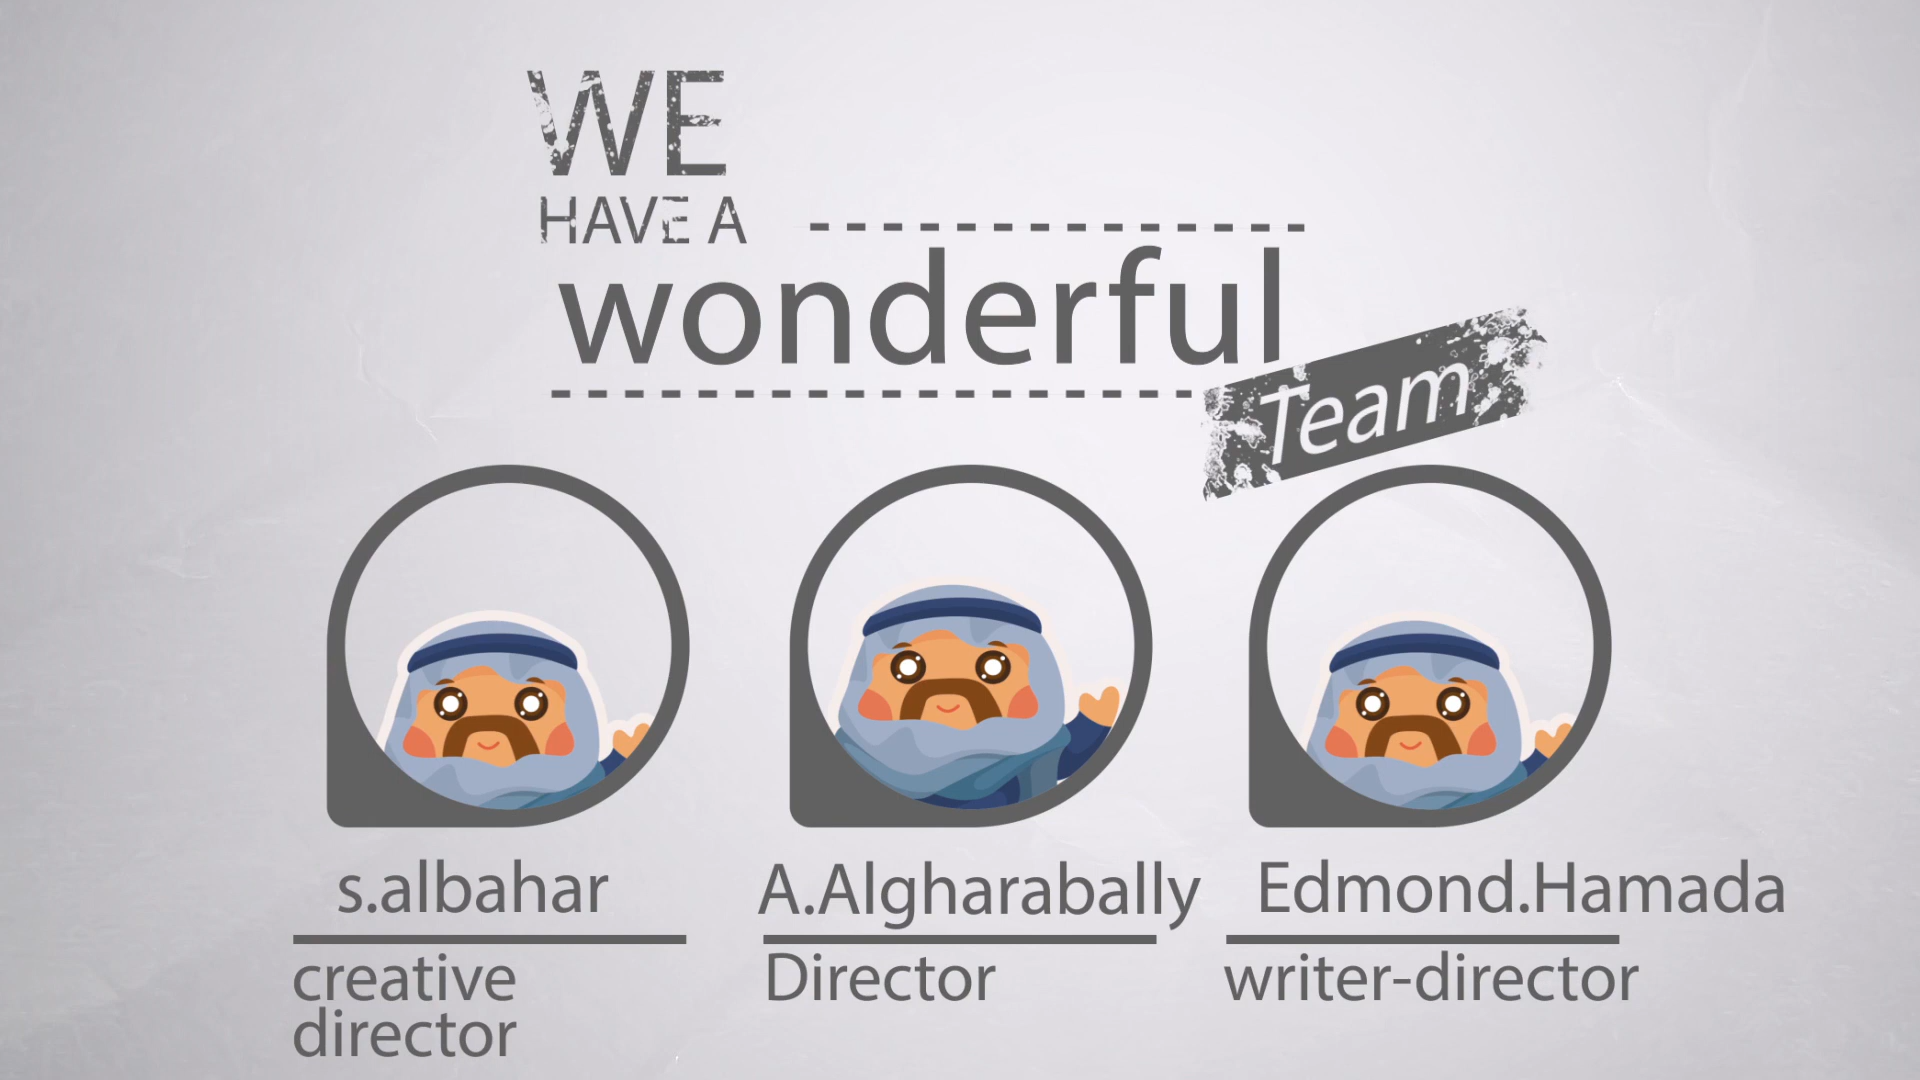 WE
HAVE A
wonderful
Team
s.albahar
creative
director
A.Algharabally
Director
Edmond.Hamada
writer-director